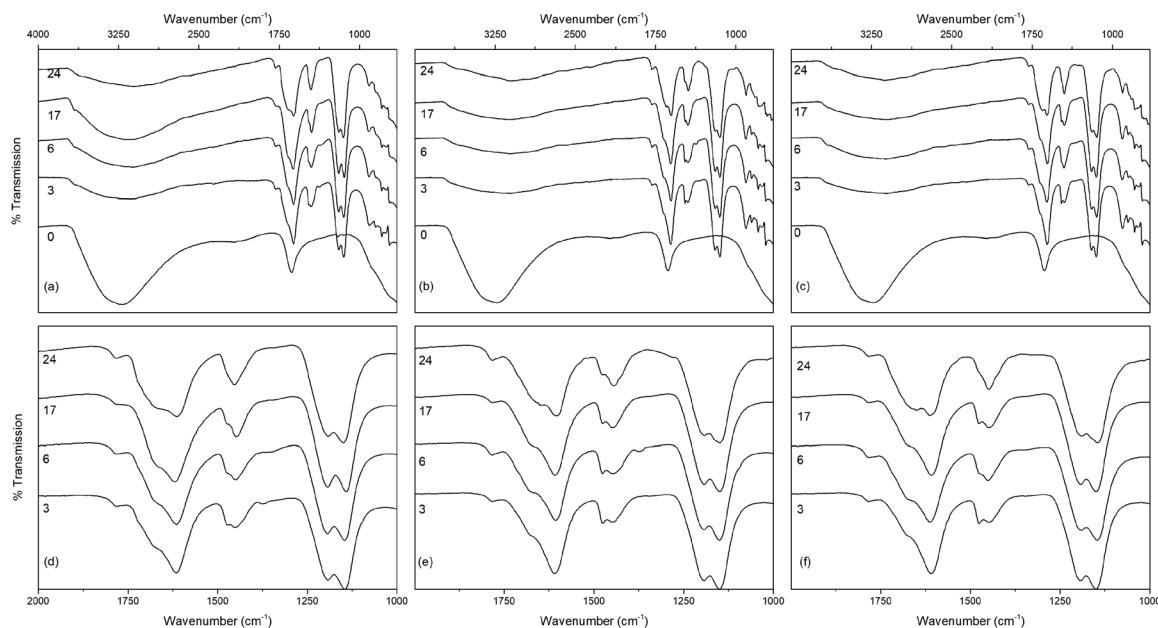 Wavenumber (cm⁻¹) Wavenumber (cm⁻¹) Wavenumber (cm⁻¹)
4000 3250 2500 1750 1000 3250 2500 1750 1000 3250 2500 1750 1000
24 24 24
17 17 17
6 6 6
3 3 3
0 0 0
% Transmission
(a) (b) (c)
24 24 24
17 17 17
6 6 6
3 3 3
% Transmission
(d) (e) (f)
2000 1750 1500 1250 1000 1750 1500 1250 1000 1750 1500 1250 1000
Wavenumber (cm⁻¹) Wavenumber (cm⁻¹) Wavenumber (cm⁻¹)